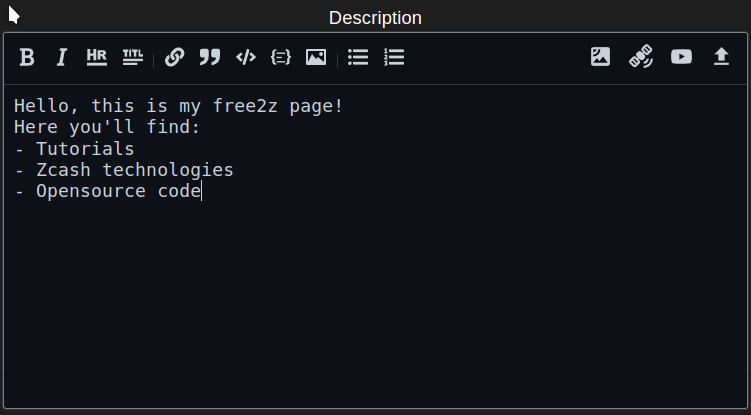 Description
B I HR TITL
Hello, this is my free2z page!
Here you'll find:
- Tutorials
- Zcash technologies
- Opensource code